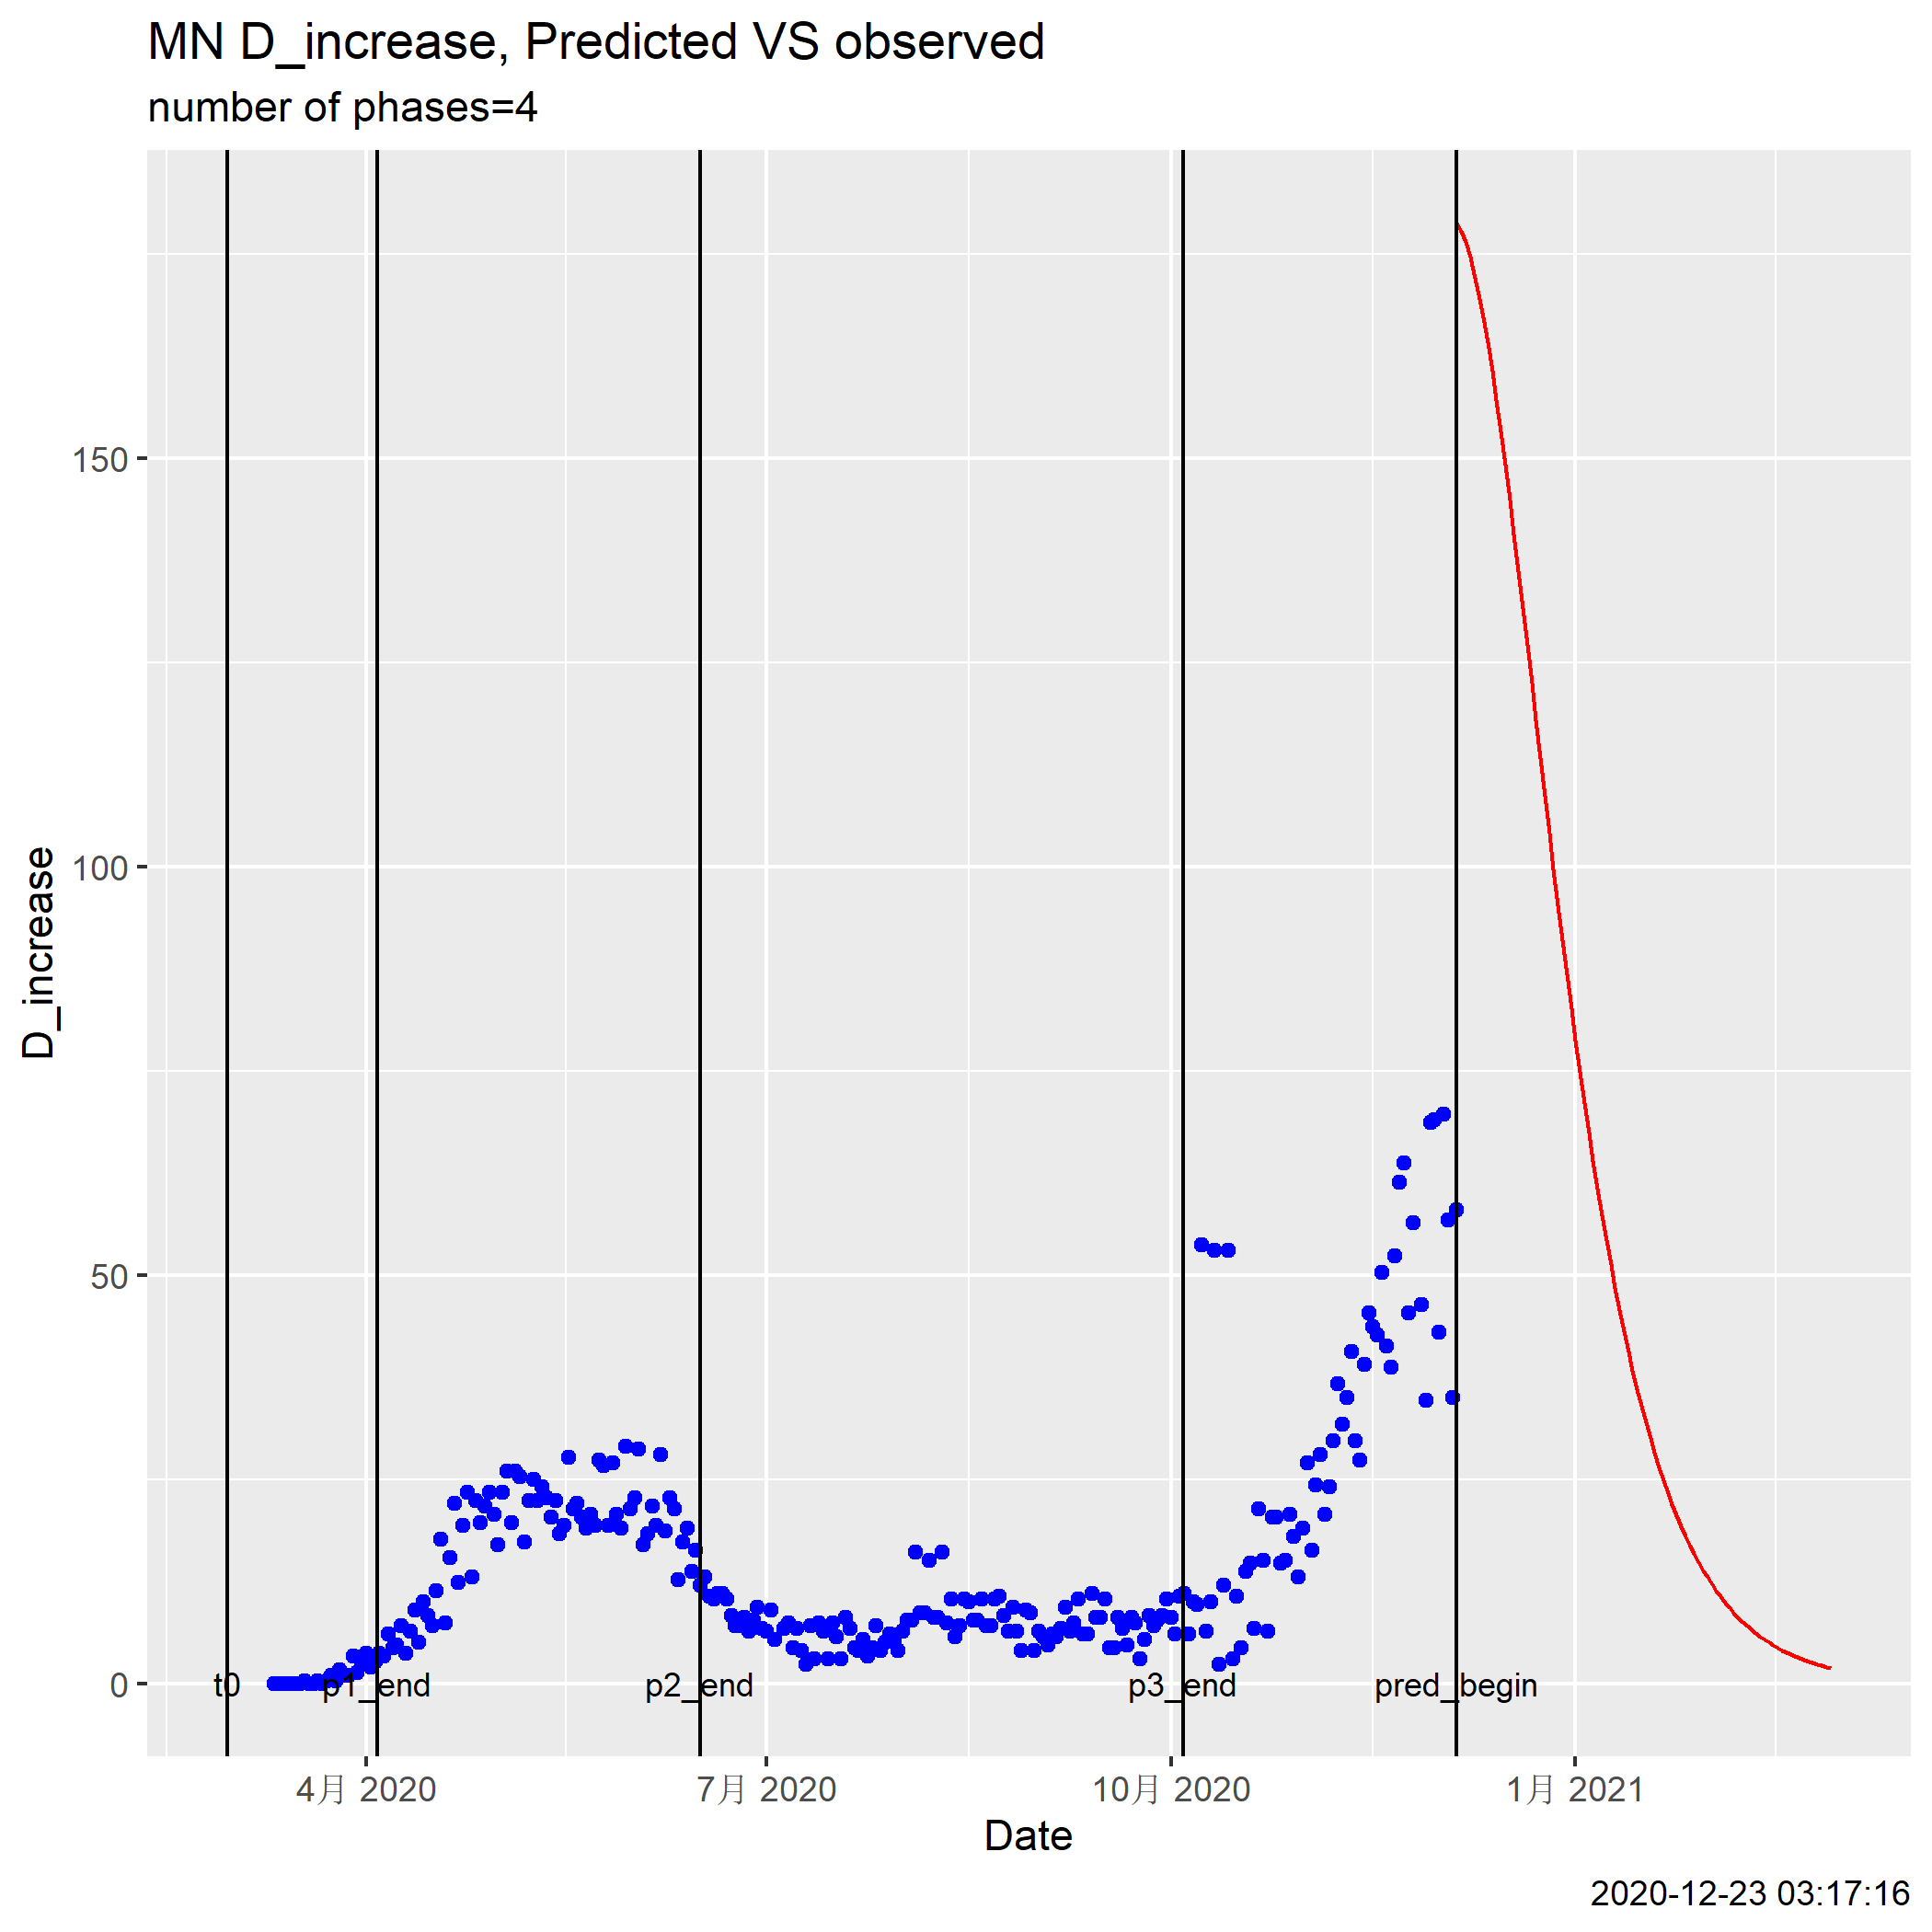 MN D_increase, Predicted VS observed
number of phases=4
D_increase
150
100
50
0
t0
p1_end
p2_end
p3_end
pred_begin
4月 2020
7月 2020
10月 2020
1月 2021
Date
2020-12-23 03:17:16